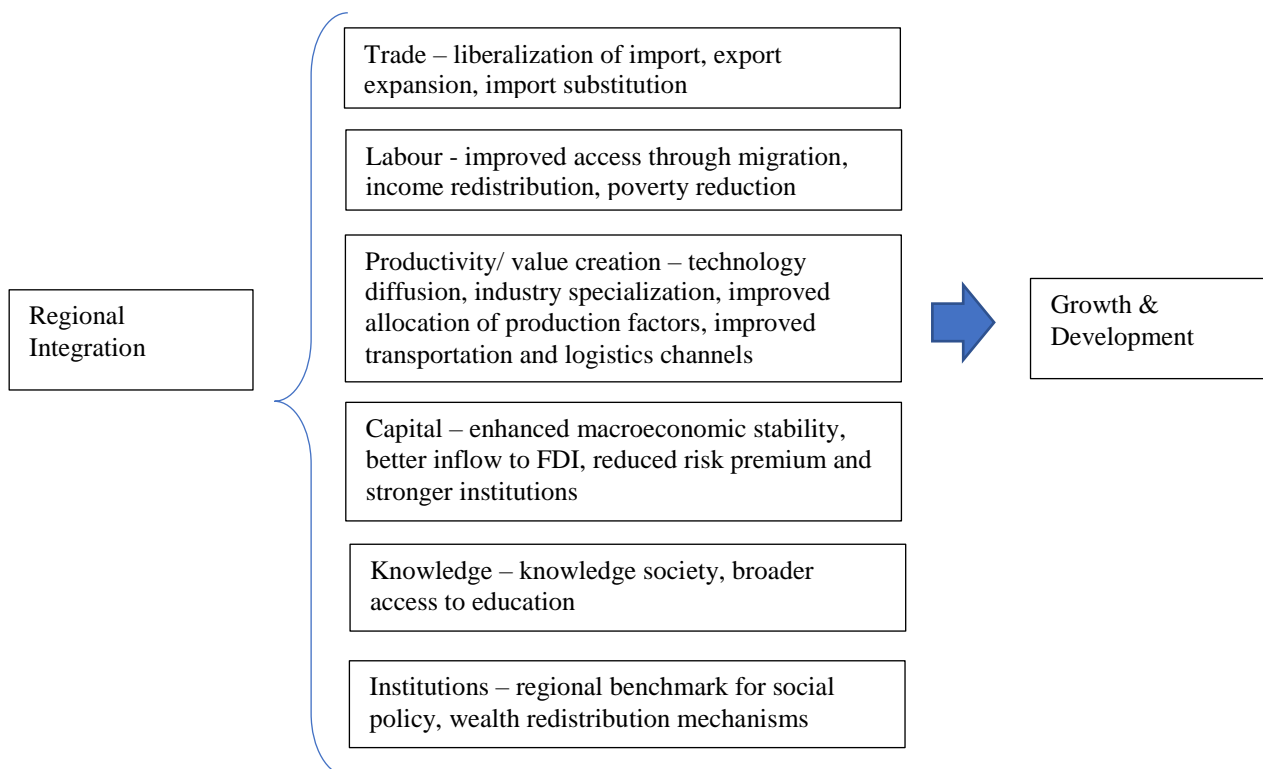 Trade – liberalization of import, export
expansion, import substitution
Labour - improved access through migration,
income redistribution, poverty reduction
Productivity/ value creation – technology
diffusion, industry specialization, improved
allocation of production factors, improved
transportation and logistics channels
Regional
Integration
Growth &
Development
Capital – enhanced macroeconomic stability,
better inflow to FDI, reduced risk premium and
stronger institutions
Knowledge – knowledge society, broader
access to education
Institutions – regional benchmark for social
policy, wealth redistribution mechanisms